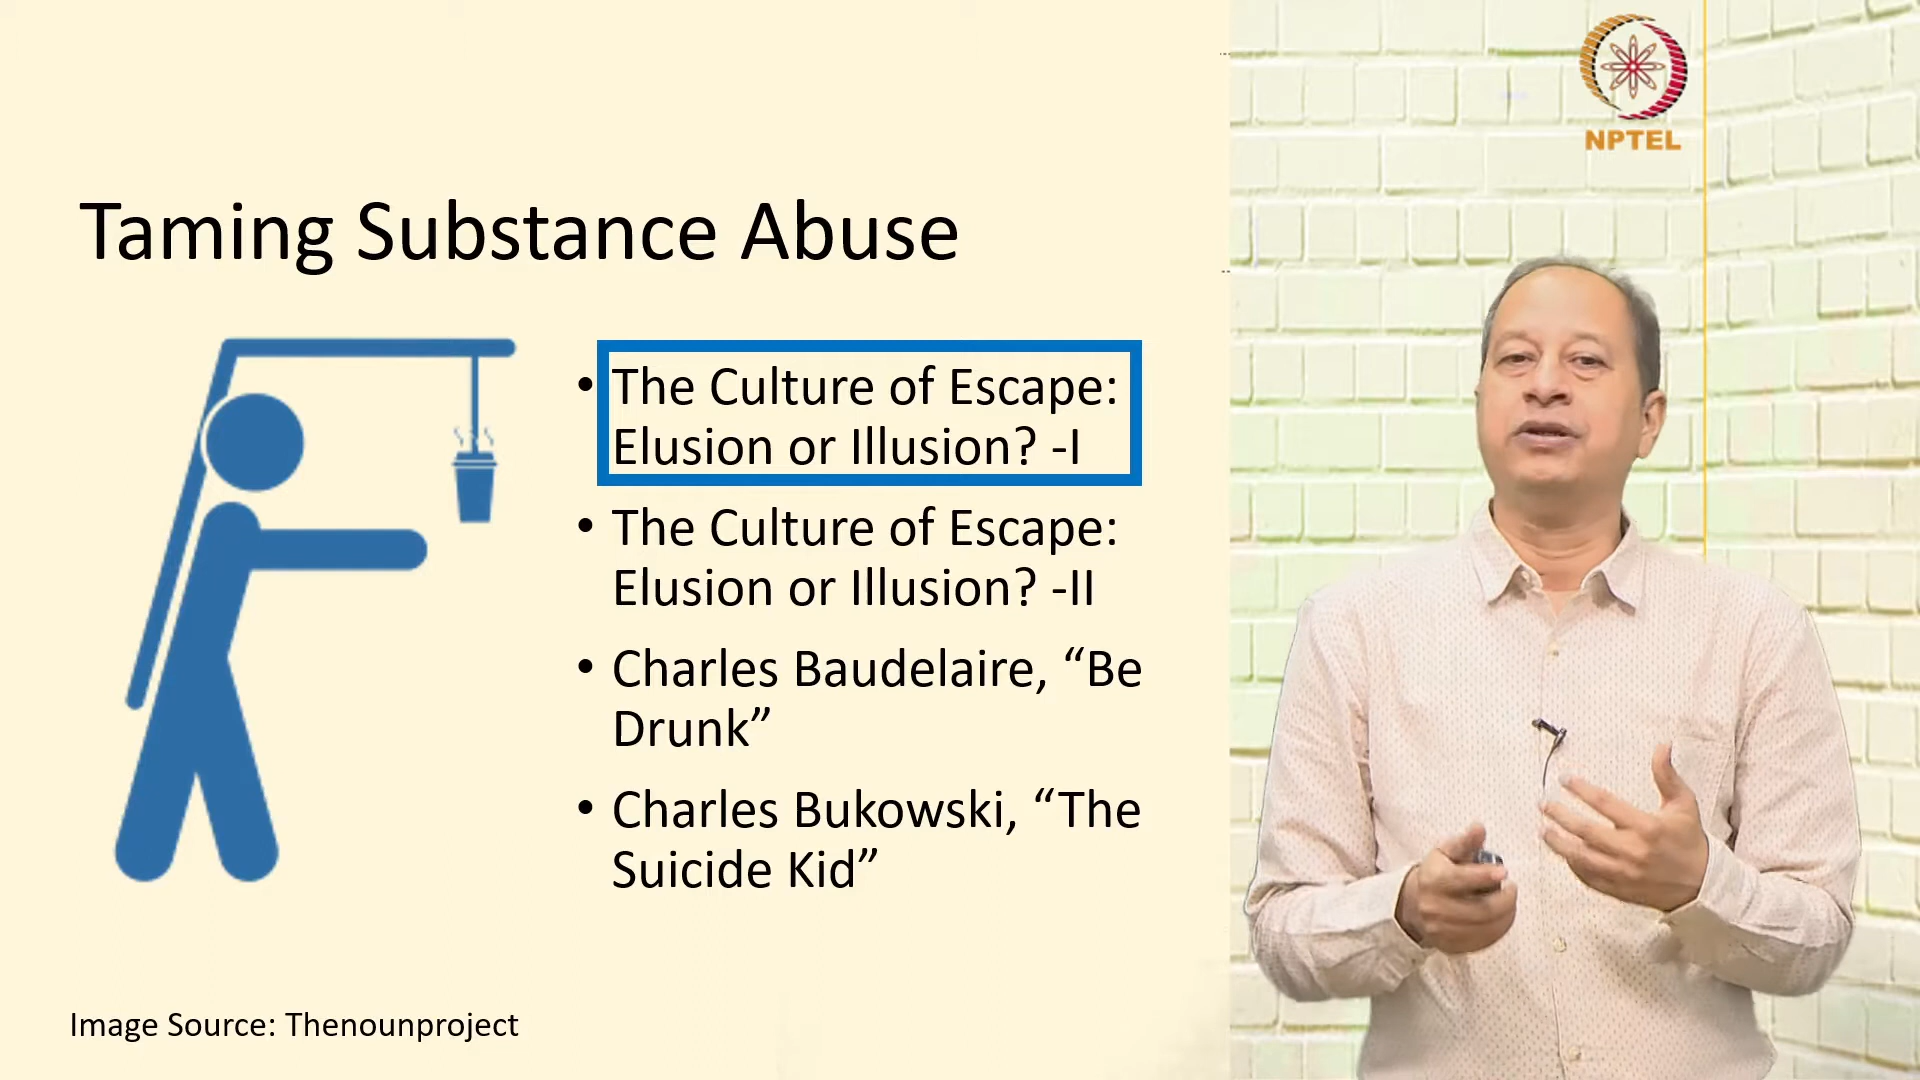 NPTEL
Taming Substance Abuse
• The Culture of Escape:
Elusion or Illusion? -I
• The Culture of Escape:
Elusion or Illusion? -II
• Charles Baudelaire, “Be
Drunk”
• Charles Bukowski, “The
Suicide Kid”
Image Source: Thenounproject